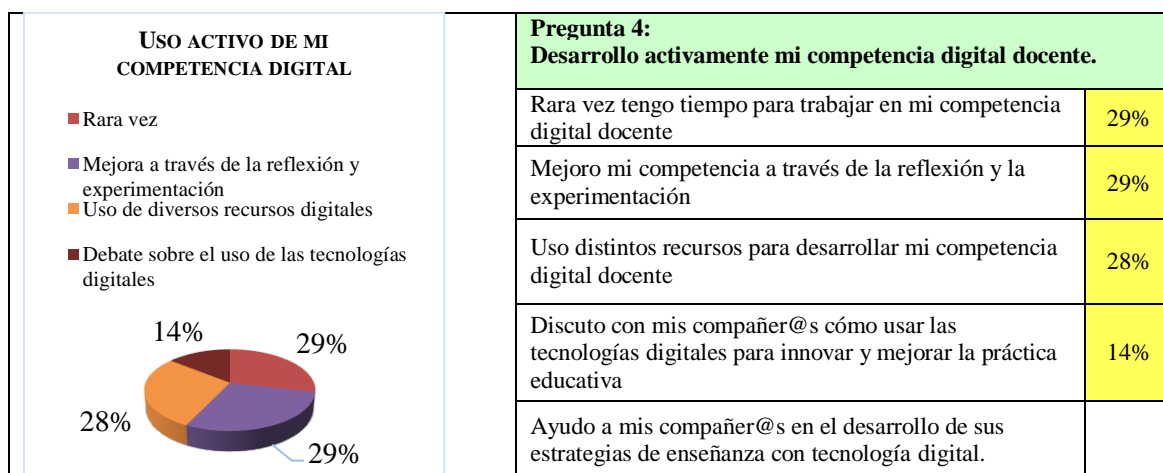 USO ACTIVO DE MI
COMPETENCIA DIGITAL
Rara vez
Mejora a través de la reflexión y
experimentación
Uso de diversos recursos digitales
Debate sobre el uso de las tecnologías
digitales
14%
29%
28%
29%
Pregunta 4:
Desarrollo activamente mi competencia digital docente.
Rara vez tengo tiempo para trabajar en mi competencia
digital docente
29%
Mejoro mi competencia a través de la reflexión y la
experimentación
29%
Uso distintos recursos para desarrollar mi competencia
digital docente
28%
Discuto con mis compañer@s cómo usar las
tecnologías digitales para innovar y mejorar la práctica
educativa
14%
Ayudo a mis compañer@s en el desarrollo de sus
estrategias de enseñanza con tecnología digital.